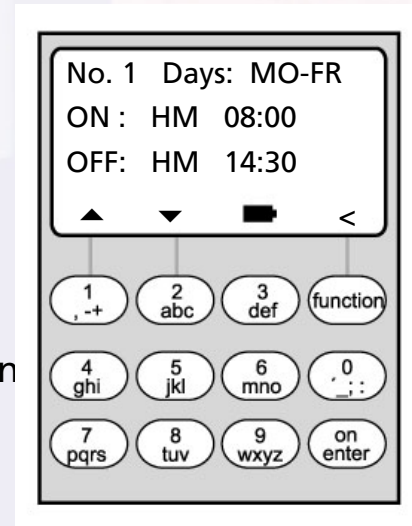 No. 1 Days: MO-FR
ON : HM 08:00
OFF: HM 14:30
<
1 2 3 function
, -+ abc def
n
4 5 6 0
ghi jkl mno ´_;:
7 8 9 on
pqrs tuv wxyz enter